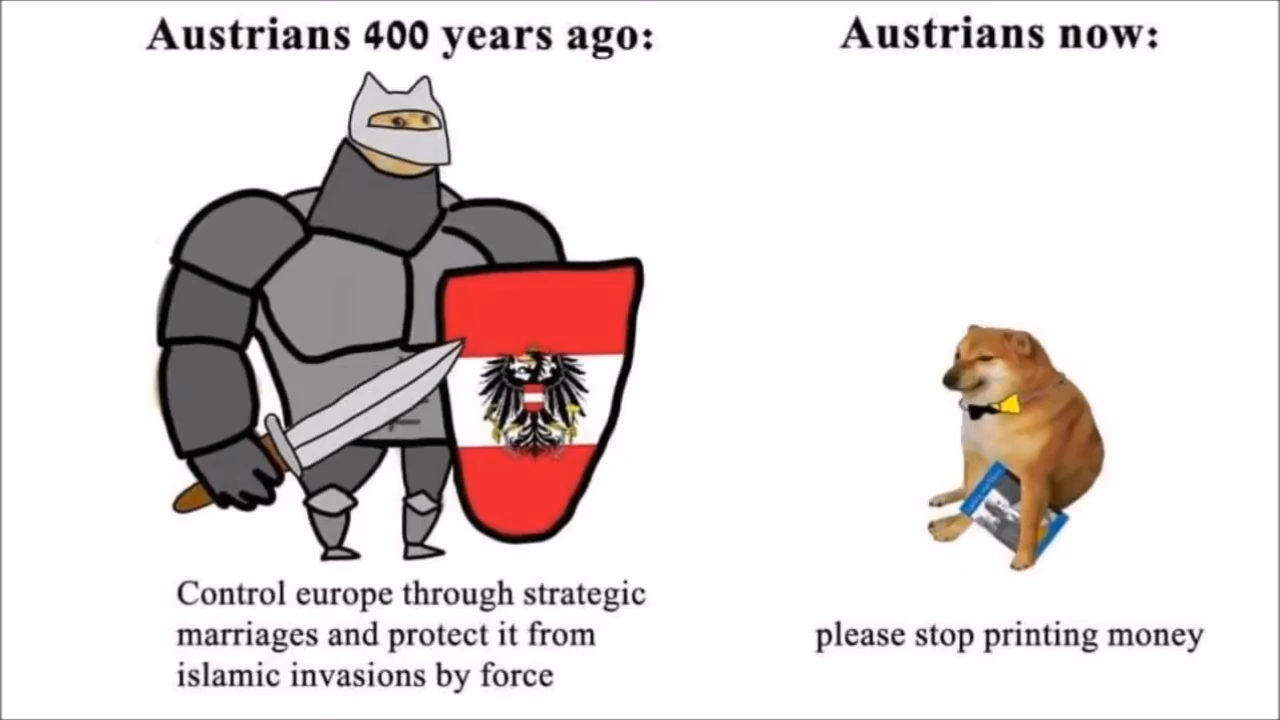 Austrians 400 years ago:
Austrians now:
Control europe through strategic
marriages and protect it from
islamic invasions by force
please stop printing money